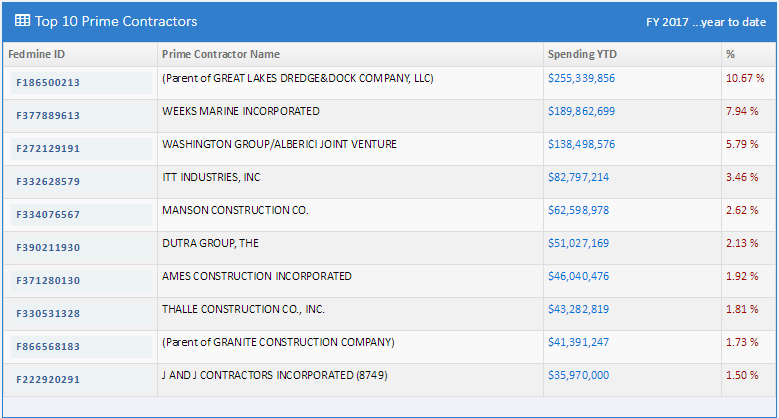 Top 10 Prime Contractors FY 2017 ...year to date
Fedmine ID Prime Contractor Name Spending YTD %
F186500213 (Parent of GREAT LAKES DREDGE&DOCK COMPANY, LLC) $255,339,856 10.67 %
F377889613 WEEKS MARINE INCORPORATED $189,862,699 7.94 %
F272129191 WASHINGTON GROUP/ALBERICI JOINT VENTURE $138,498,576 5.79 %
F332628579 ITT INDUSTRIES, INC $82,797,214 3.46 %
F334076567 MANSON CONSTRUCTION CO. $62,598,978 2.62 %
F390211930 DUTRA GROUP, THE $51,027,169 2.13 %
F371280130 AMES CONSTRUCTION INCORPORATED $46,040,476 1.92 %
F330531328 THALLE CONSTRUCTION CO., INC. $43,282,819 1.81 %
F866568183 (Parent of GRANITE CONSTRUCTION COMPANY) $41,391,247 1.73 %
F222920291 J AND J CONTRACTORS INCORPORATED (8749) $35,970,000 1.50 %